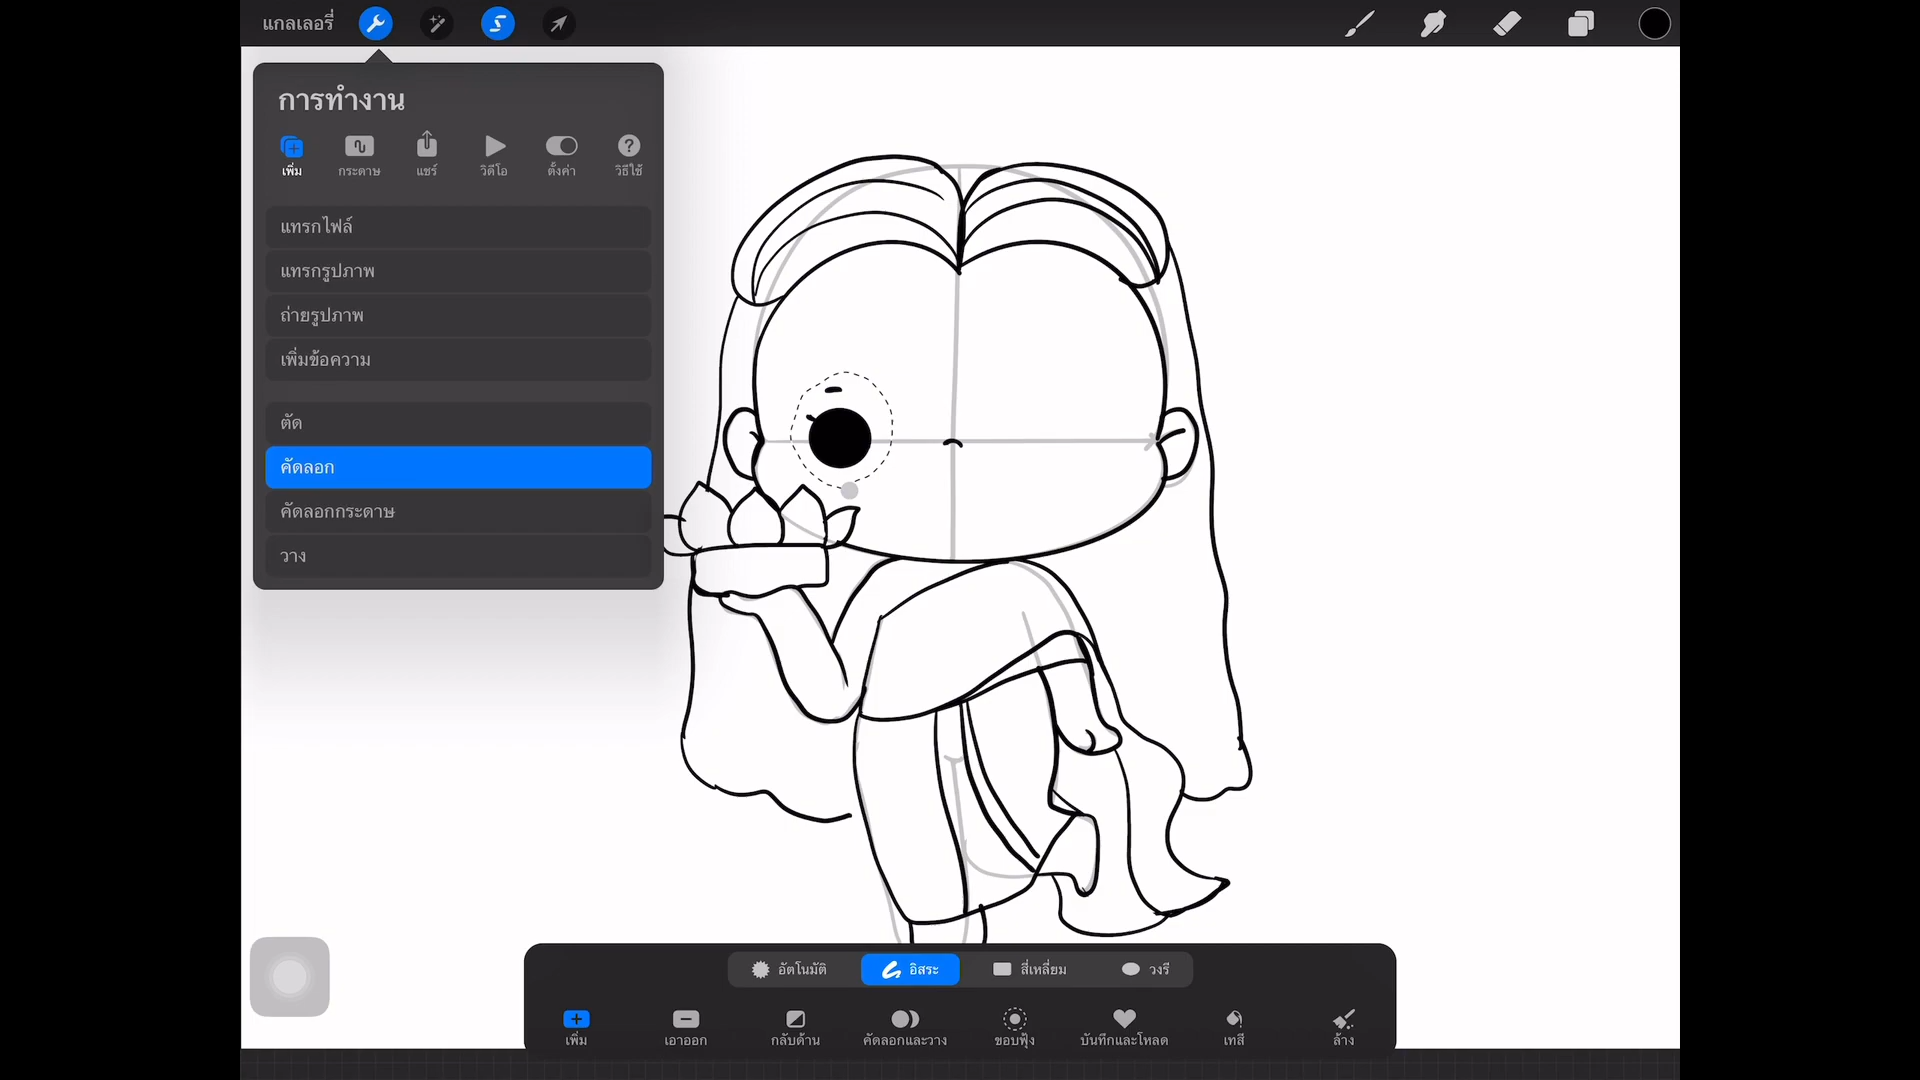 แกลเลอรี่
การทำงาน
เพิ่ม กระดาษ แชร์ วิดีโอ ตั้งค่า วิธีใช้
แทรกไฟล์
แทรกรูปภาพ
ถ่ายรูปภาพ
เพิ่มข้อความ
ตัด
คัดลอก
คัดลอกกระดาษ
วาง
อัตโนมัติ อิสระ สี่เหลี่ยม วงรี
เพิ่ม เอาออก กลับด้าน คัดลอกและวาง ขอบฟุ้ง บันทึกและโหลด เทสี ล้าง